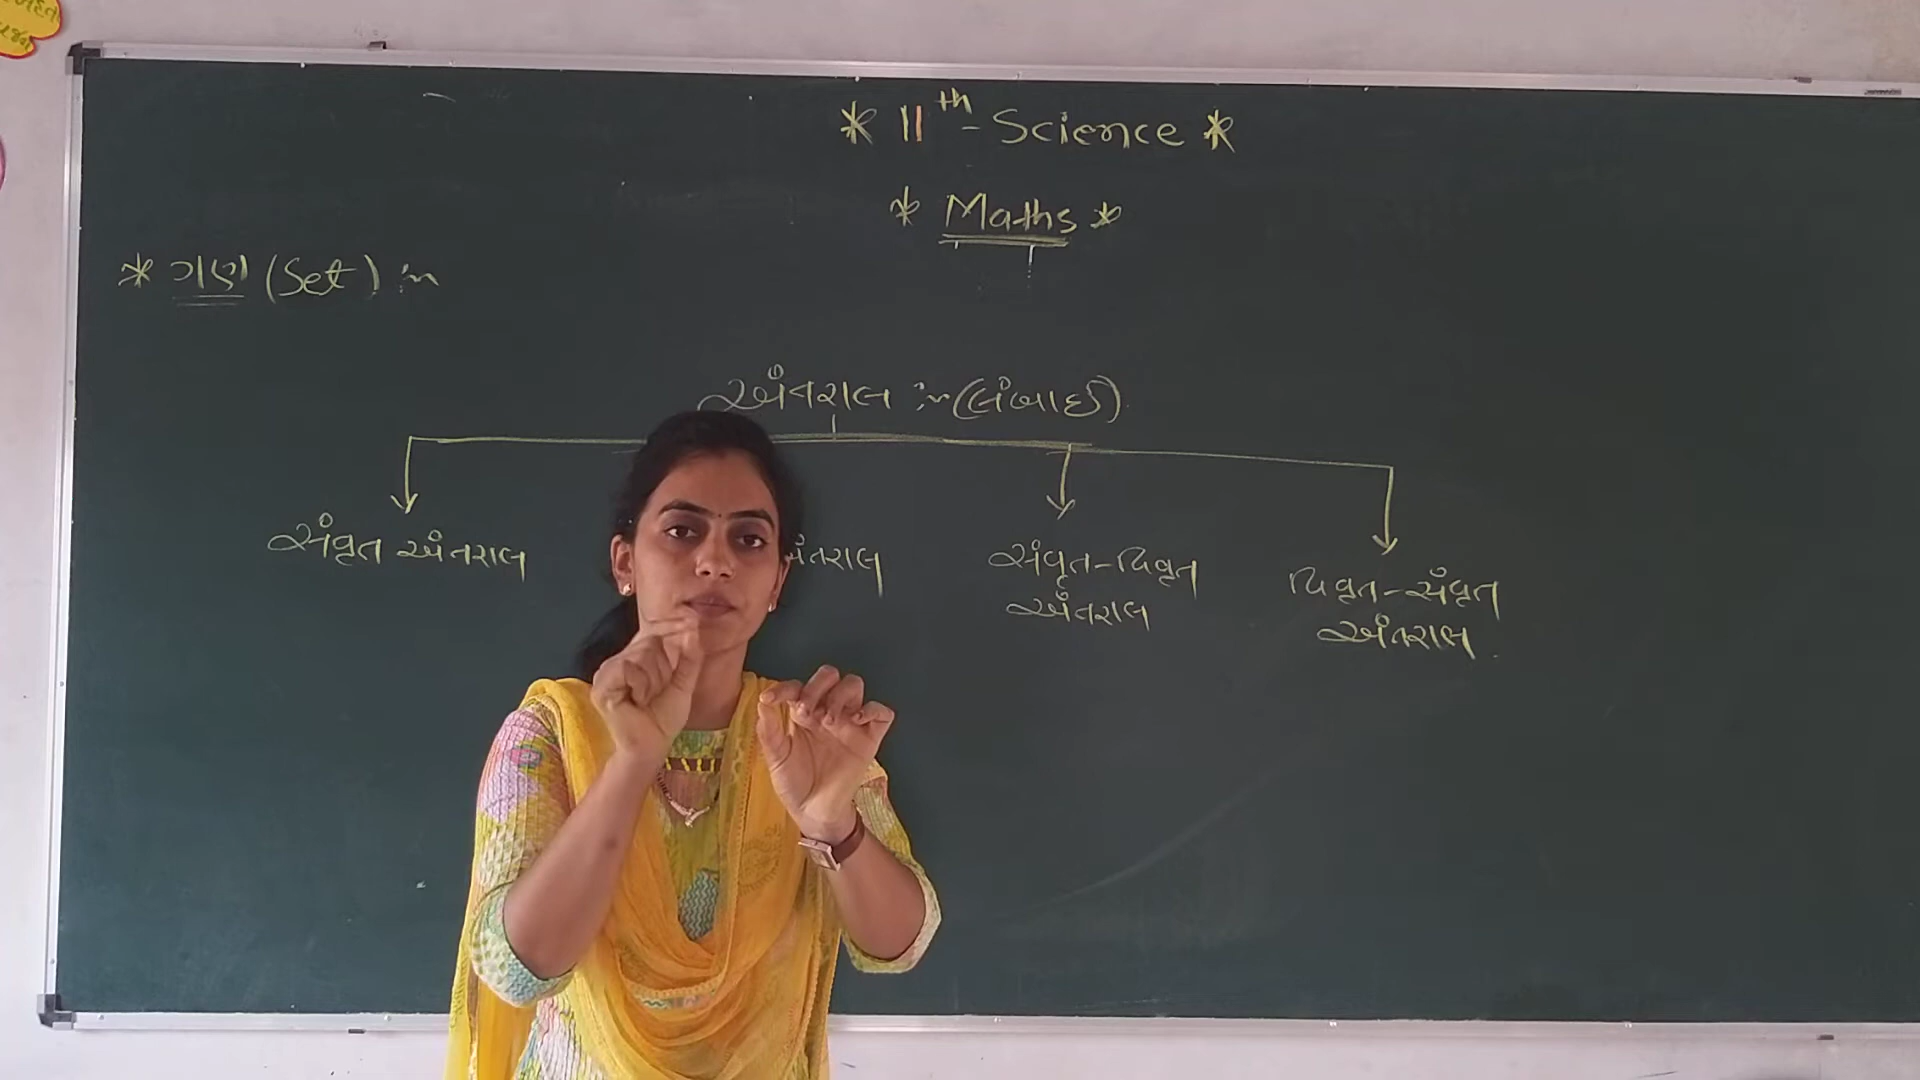 * 11th - Science *
* Maths *
* ગણ (Set) :~
અંતરાલ :~ (લંબાઈ)
સંવૃત અંતરાલ
અંતરાલ
સંવૃત-વિવૃત
અંતરાલ
વિવૃત-સંવૃત
અંતરાલ